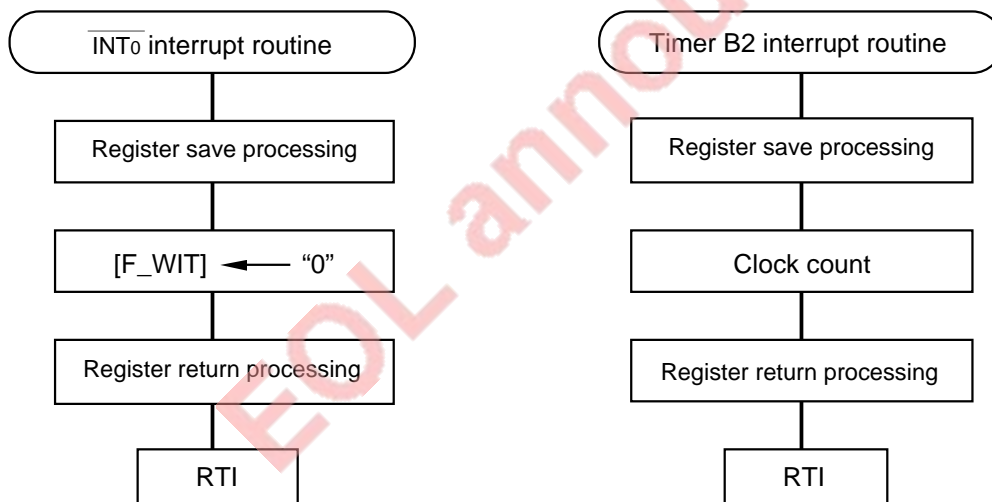 INT0 interrupt routine
Register save processing
[F_WIT] ← “0”
Register return processing
RTI
Timer B2 interrupt routine
Register save processing
Clock count
Register return processing
RTI
EOL annou